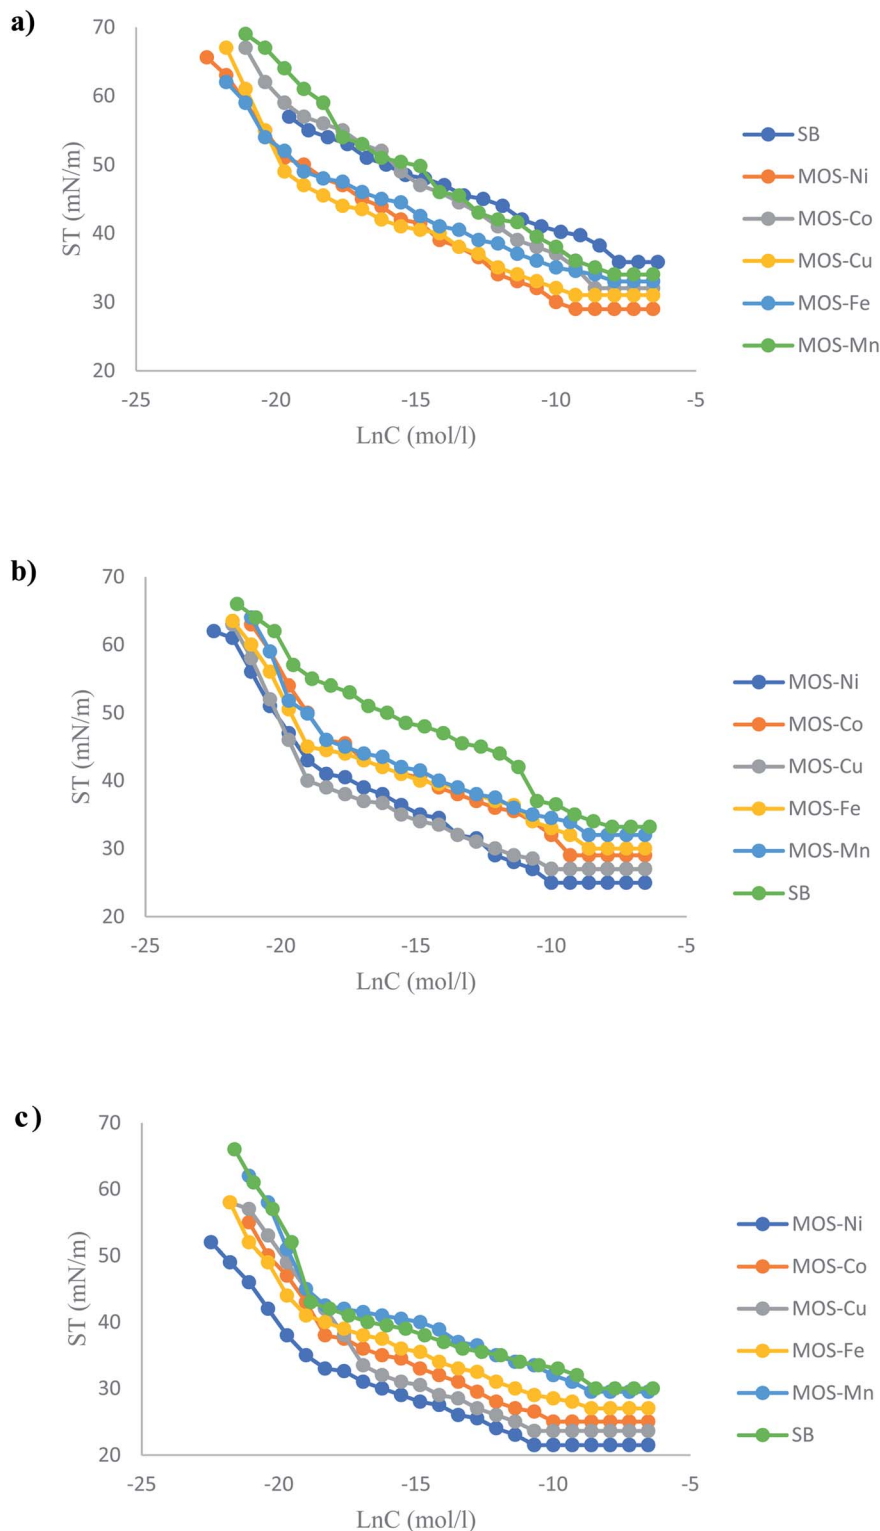 a)
70
60
50
40
30
20
ST (mN/m)
-25
-20
-15
-10
-5
LnC (mol/l)
SB
MOS-Ni
MOS-Co
MOS-Cu
MOS-Fe
MOS-Mn
b)
70
60
50
40
30
20
ST (mN/m)
-25
-20
-15
-10
-5
LnC (mol/l)
MOS-Ni
MOS-Co
MOS-Cu
MOS-Fe
MOS-Mn
SB
c)
70
60
50
40
30
20
ST (mN/m)
-25
-20
-15
-10
-5
LnC (mol/l)
MOS-Ni
MOS-Co
MOS-Cu
MOS-Fe
MOS-Mn
SB